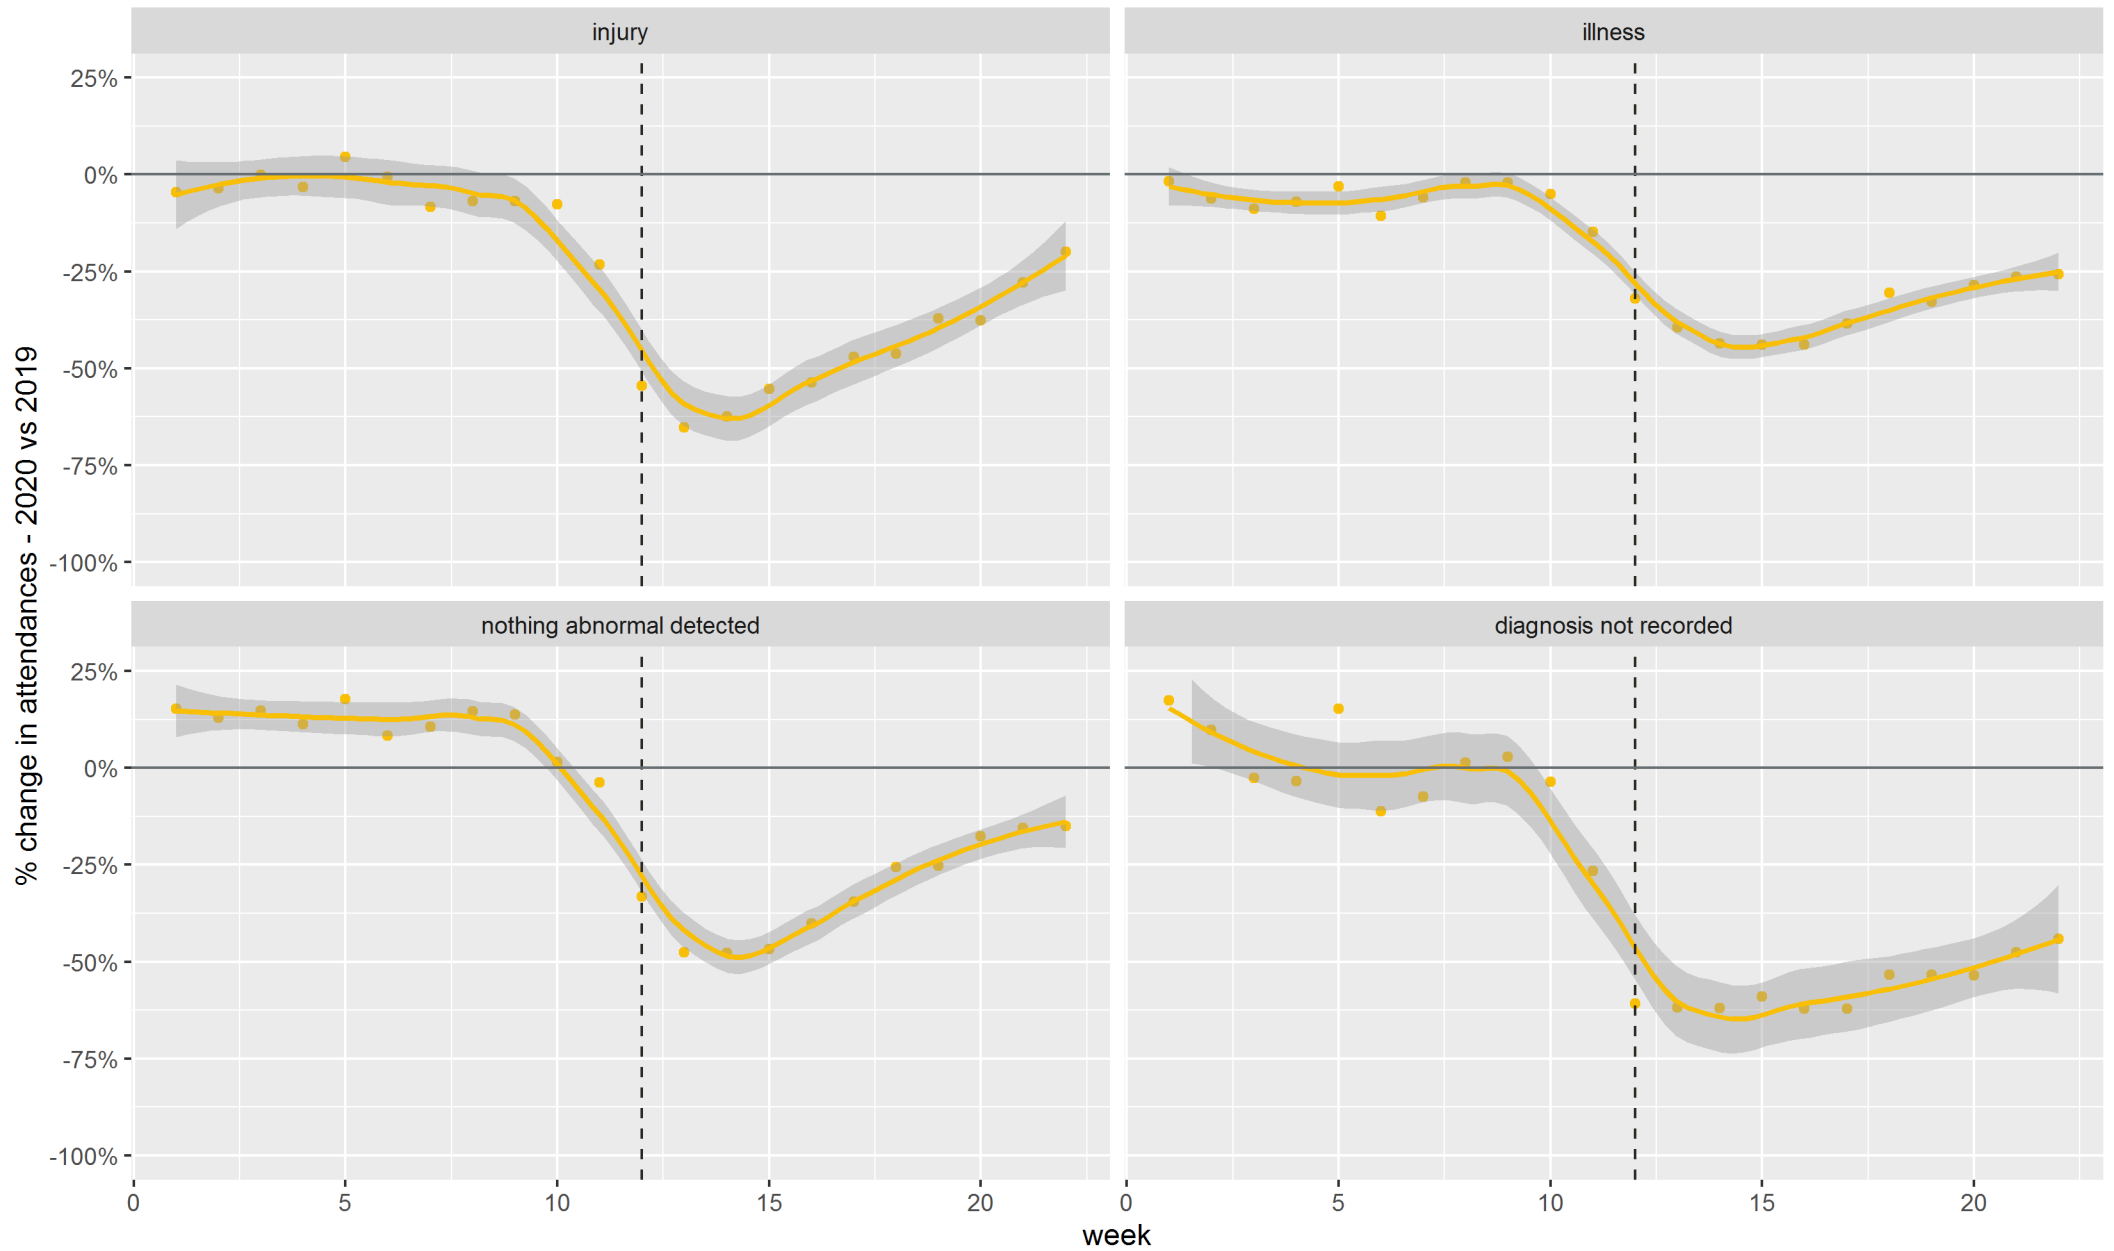 injury
illness
25%
0%
-25%
-50%
-75%
-100%
nothing abnormal detected
diagnosis not recorded
25%
0%
-25%
-50%
-75%
-100%
0 5 10 15 20
0 5 10 15 20
week
% change in attendances - 2020 vs 2019